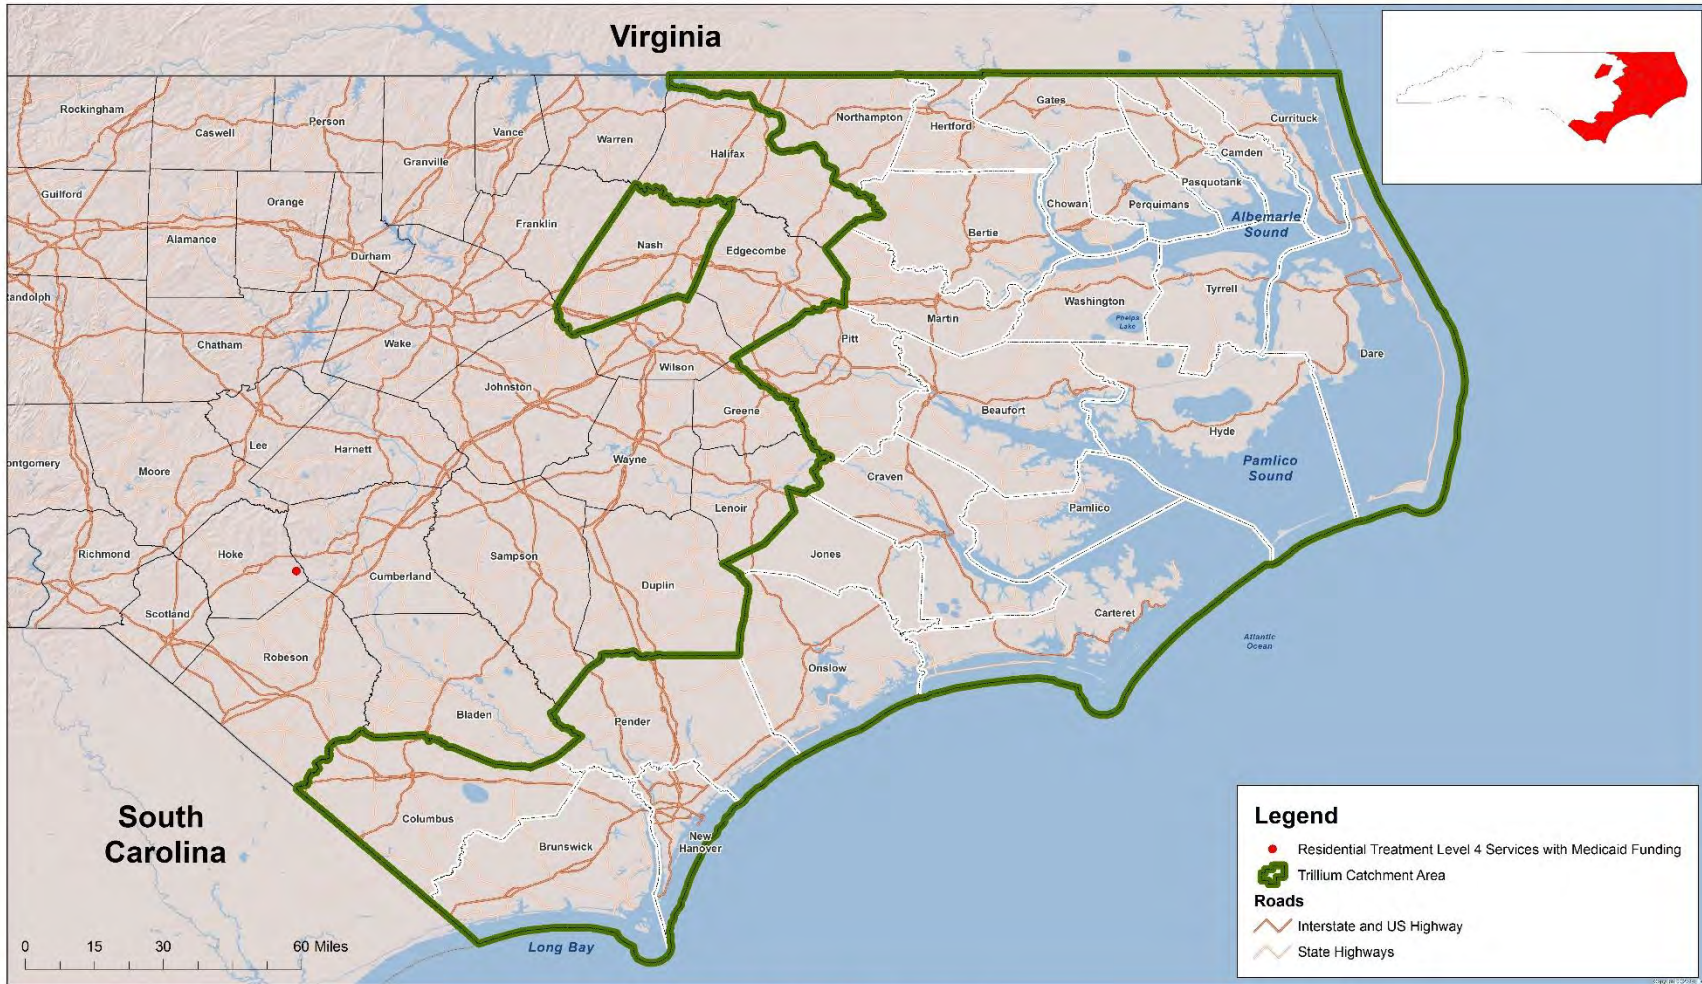 Virginia
Rockingham
Caswell
Person
Vance
Warren
Northampton
Hertford
Gates
Currituck
Granville
Halifax
Camden
Pasquotank
Guilford
Orange
Franklin
Chowan
Perquimans
Albemarle
Sound
Alamance
Durham
Nash
Edgecombe
Bertie
andolph
Chatham
Wake
Pitt
Martin
Washington
Tyrrell
Phelps
Lake
Dare
Johnston
Wilson
Greene
Beaufort
Hyde
Lee
Harnett
Wayne
ontgomery
Moore
Craven
Pamlico
Sound
Lenoir
Pamlico
Richmond
Hoke
Cumberland
Sampson
Duplin
Jones
Scotland
Carteret
Robeson
Onslow
Atlantic
Ocean
Bladen
Pender
South
Carolina
Columbus
Brunswick
New
Hanover
Long Bay
0 15 30 60 Miles
Legend
Residential Treatment Level 4 Services with Medicaid Funding
Trillium Catchment Area
Roads
Interstate and US Highway
State Highways